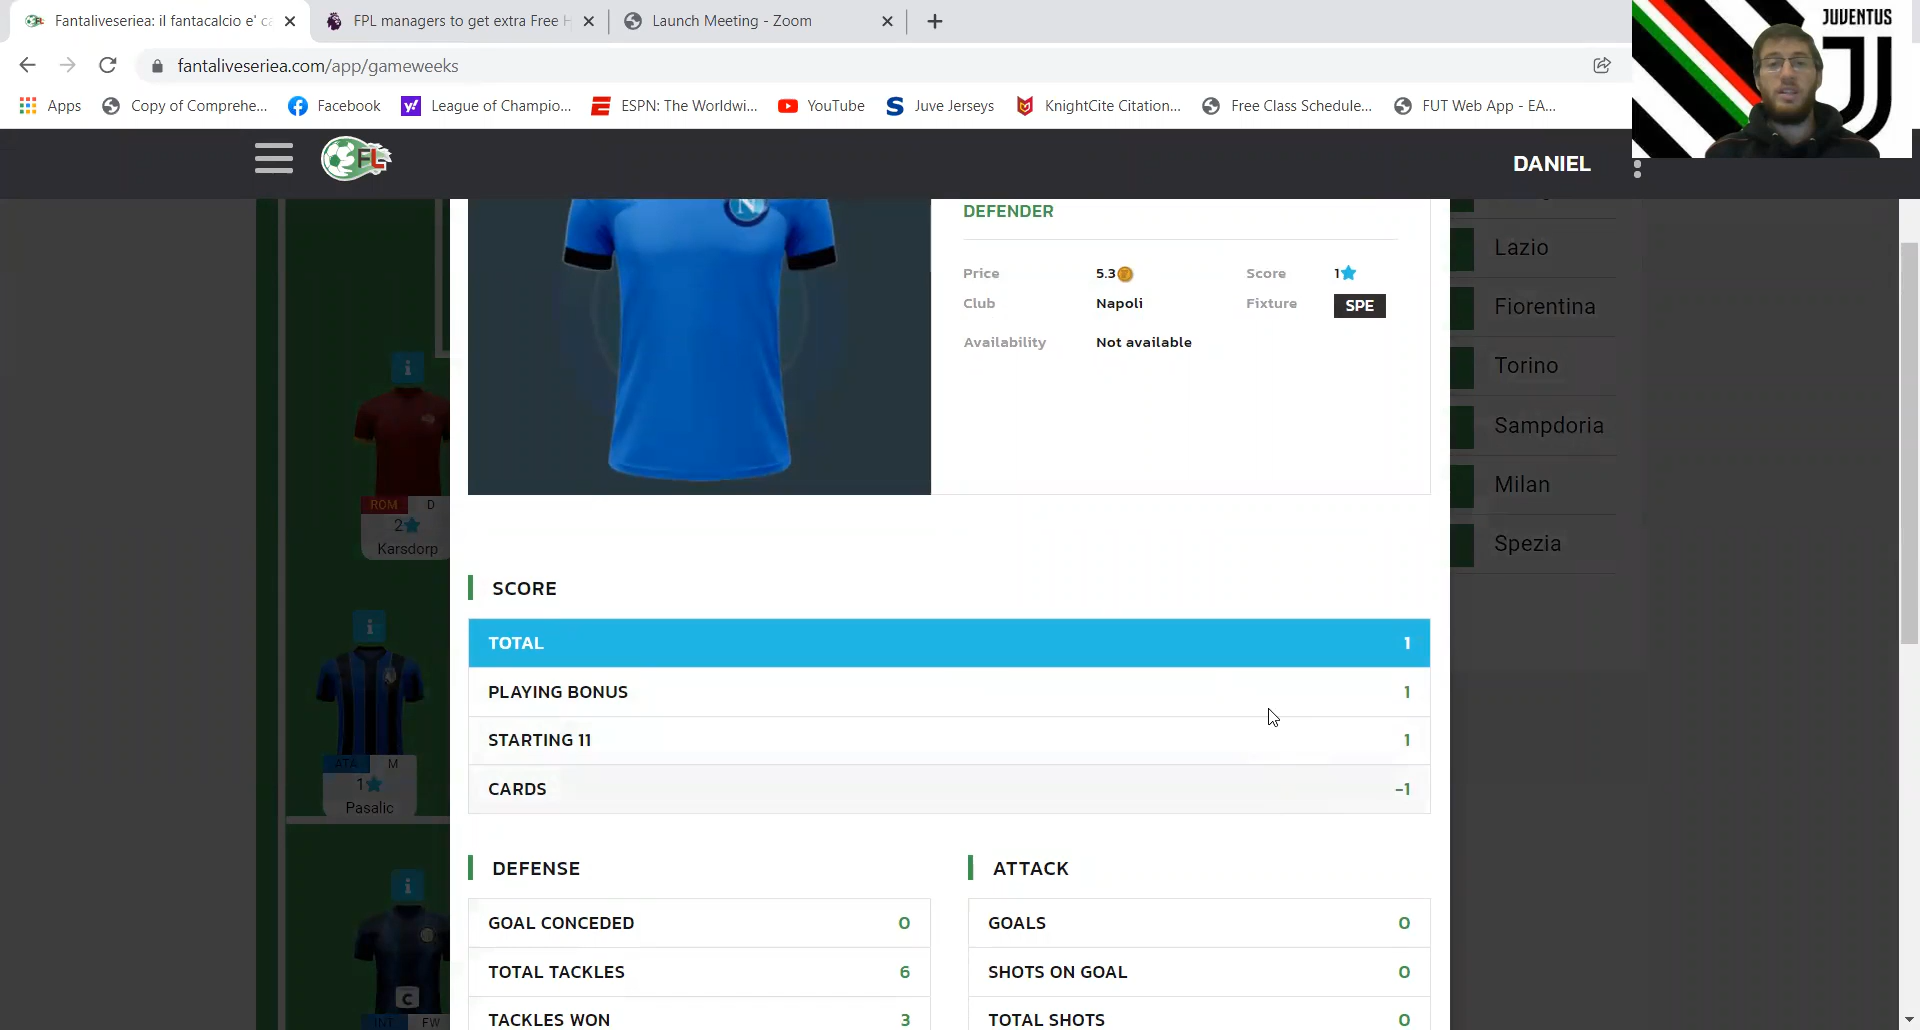 Fantaliveseriea: il fantacalcio e' ca
FPL managers to get extra Free H
Launch Meeting - Zoom
fantaliveseriea.com/app/gameweeks
Apps
Copy of Comprehe...
Facebook
League of Champio...
ESPN: The Worldwi...
YouTube
Juve Jerseys
KnightCite Citation...
Free Class Schedule...
FUT Web App - EA...
JUVENTUS
FL
DANIEL
DEFENDER
Price 5.3 Score 1
Club Napoli Fixture SPE
Availability Not available
Lazio
Fiorentina
Torino
Sampdoria
Milan
Spezia
ROM D
2
Karsdorp
ATA M
1
Pasalic
C
INT FW
SCORE
TOTAL 1
PLAYING BONUS 1
STARTING 11 1
CARDS -1
DEFENSE
GOAL CONCEDED 0
TOTAL TACKLES 6
TACKLES WON 3
ATTACK
GOALS 0
SHOTS ON GOAL 0
TOTAL SHOTS 0